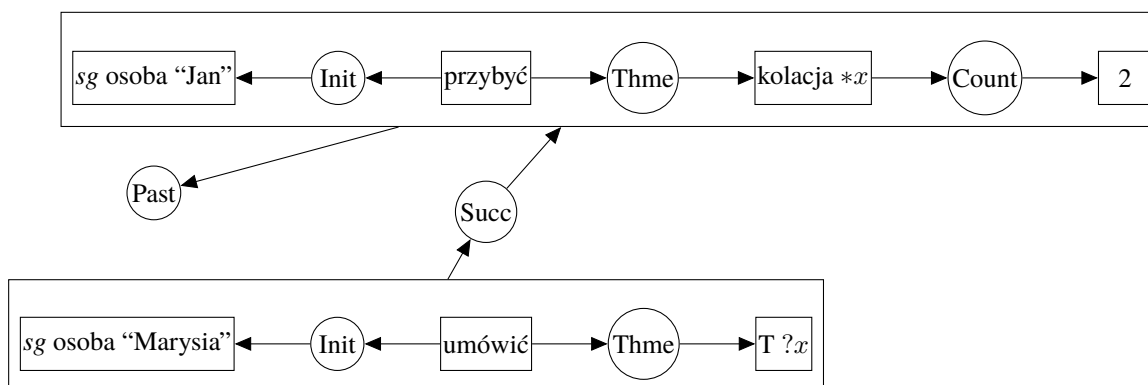 sg osoba “Jan” Init przybyć Thme kolacja ∗x Count 2
Past
Succ
sg osoba “Marysia” Init umówić Thme T ?x